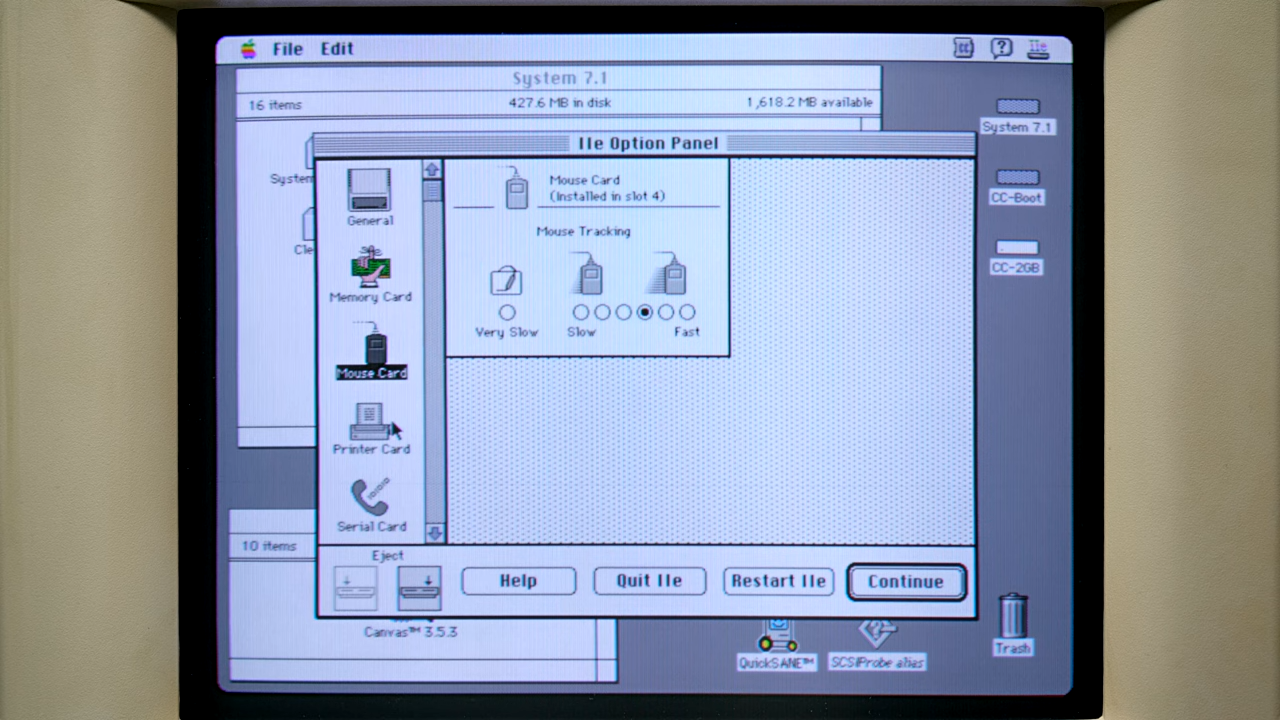 File Edit
System 7.1
16 items 427.6 MB in disk 1,618.2 MB available
System 7.1
CC-Boot
CC-2GB
System
Cle
IIe Option Panel
General
Memory Card
Mouse Card
Printer Card
Serial Card
Mouse Card
(Installed in slot 4)
Mouse Tracking
Very Slow Slow Fast
Eject
Help Quit IIe Restart IIe Continue
10 items
Canvas™ 3.5.3
QuickSANE™
SCSIProbe alias
Trash